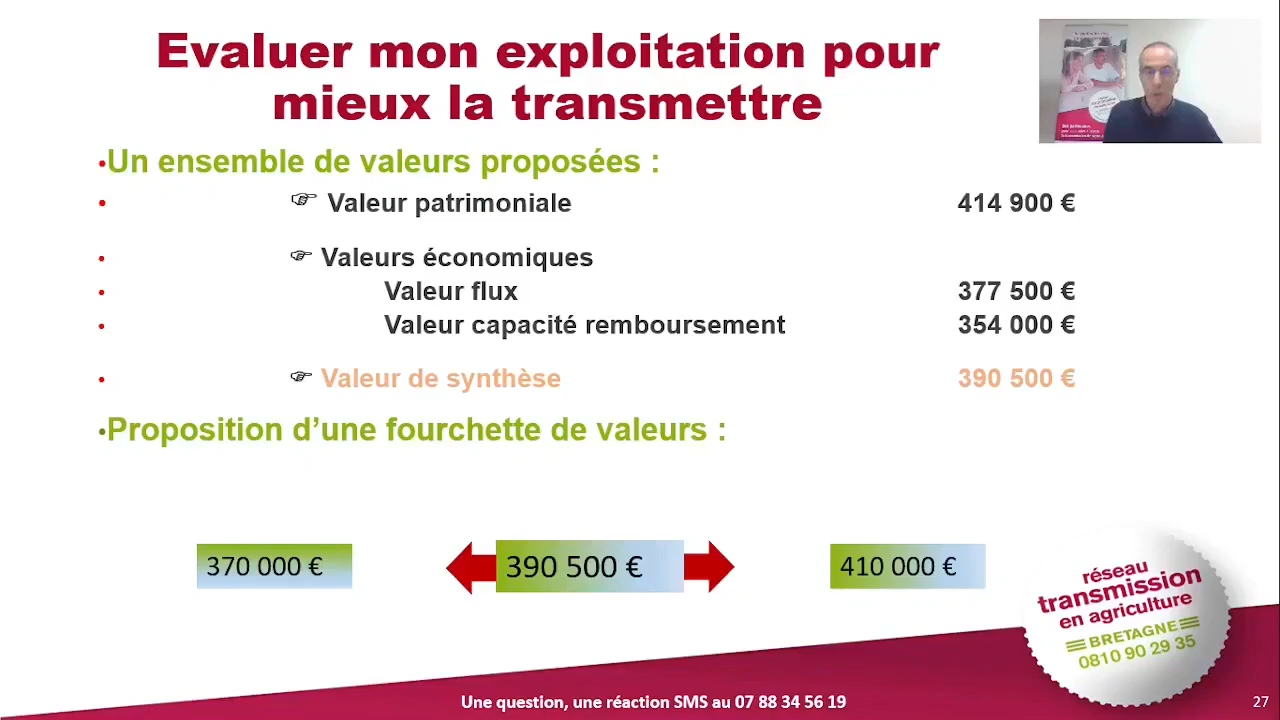 Evaluer mon exploitation pour
mieux la transmettre
•Un ensemble de valeurs proposées :
• ☞ Valeur patrimoniale 414 900 €
• ☞ Valeurs économiques
• Valeur flux 377 500 €
• Valeur capacité remboursement 354 000 €
• ☞ Valeur de synthèse 390 500 €
•Proposition d’une fourchette de valeurs :
370 000 € 390 500 € 410 000 €
réseau
transmission
en agriculture
BRETAGNE
0810 90 29 35
Une question, une réaction SMS au 07 88 34 56 19
27